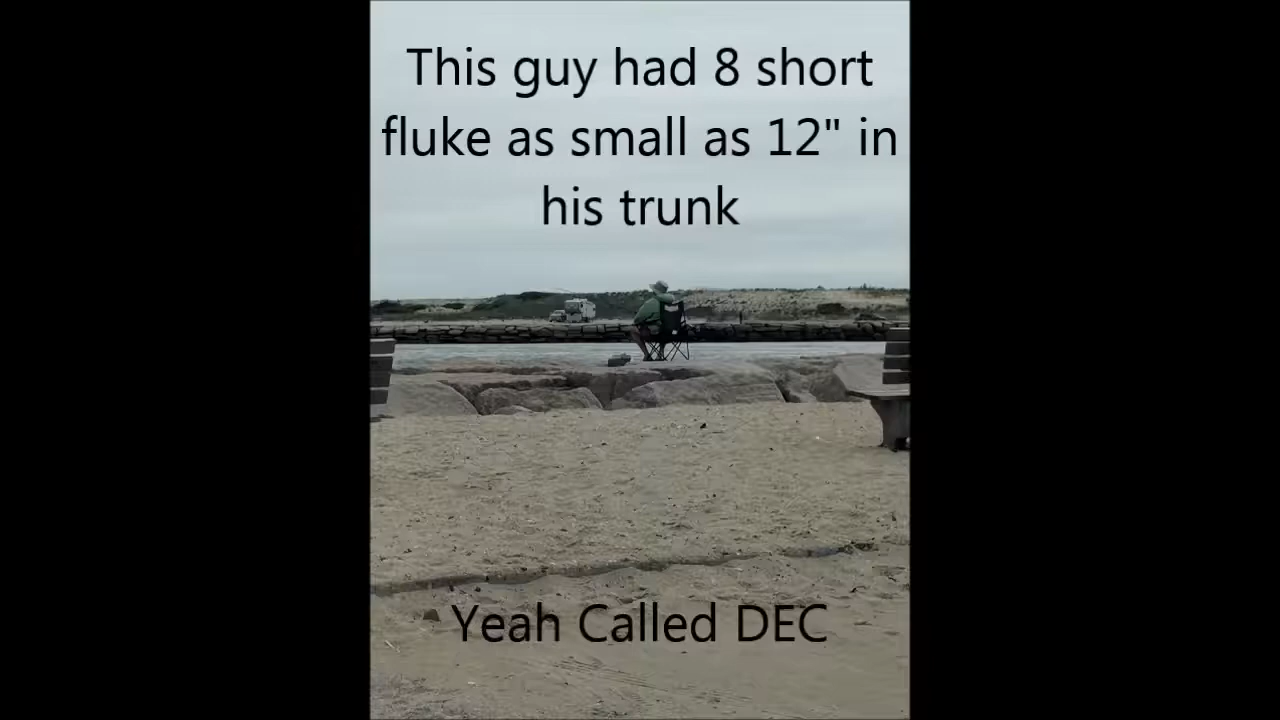 This guy had 8 short
fluke as small as 12" in
his trunk
Yeah Called DEC